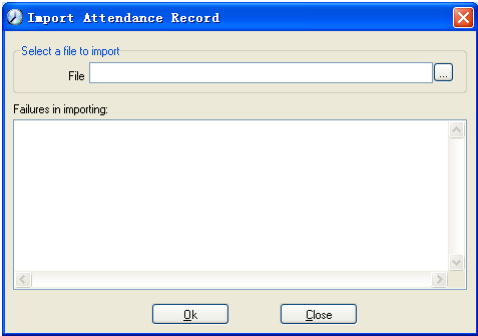 Import Attendance Record
Select a file to import
File
...
Failures in importing:
Ok
Close